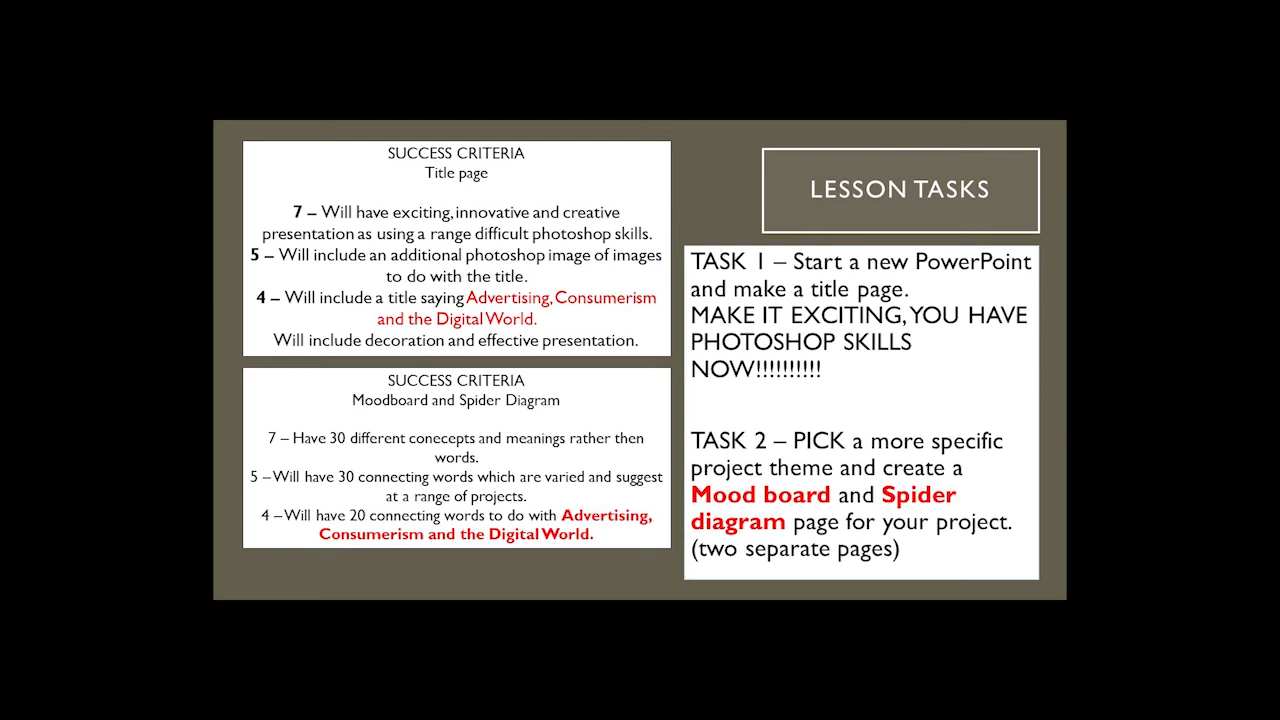 SUCCESS CRITERIA
Title page
7 – Will have exciting, innovative and creative
presentation as using a range difficult photoshop skills.
5 – Will include an additional photoshop image of images
to do with the title.
4 – Will include a title saying Advertising, Consumerism
and the Digital World.
Will include decoration and effective presentation.
SUCCESS CRITERIA
Moodboard and Spider Diagram
7 – Have 30 different conecepts and meanings rather then
words.
5 – Will have 30 connecting words which are varied and suggest
at a range of projects.
4 – Will have 20 connecting words to do with Advertising,
Consumerism and the Digital World.
LESSON TASKS
TASK 1 – Start a new PowerPoint
and make a title page.
MAKE IT EXCITING, YOU HAVE
PHOTOSHOP SKILLS
NOW!!!!!!!!!!
TASK 2 – PICK a more specific
project theme and create a
Mood board and Spider
diagram page for your project.
(two separate pages)